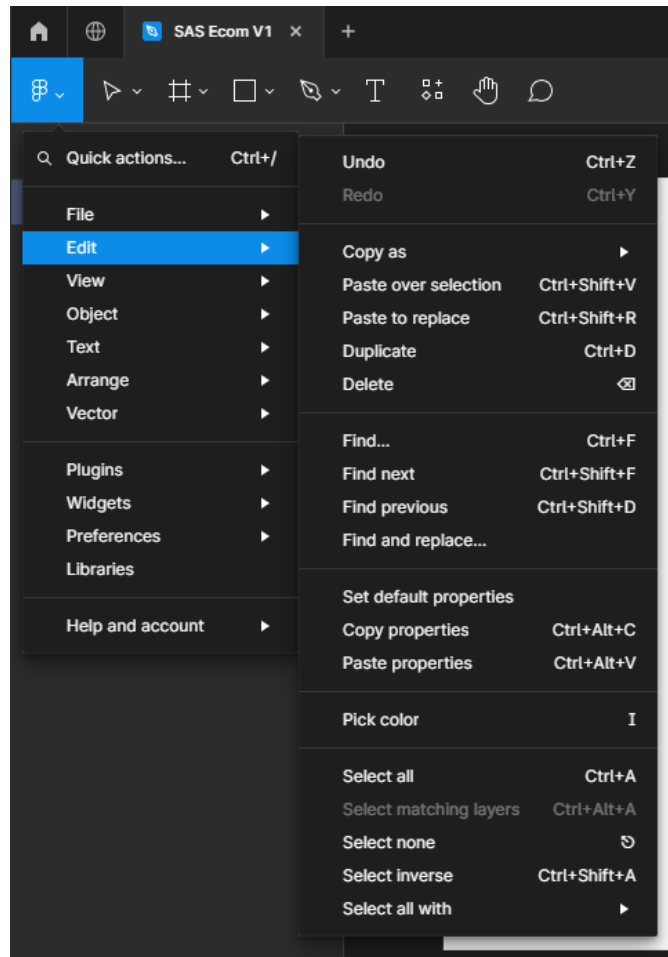 SAS Ecom V1
Quick actions... Ctrl+/
File
Edit
View
Object
Text
Arrange
Vector
Plugins
Widgets
Preferences
Libraries
Help and account
Undo Ctrl+Z
Redo Ctrl+Y
Copy as
Paste over selection Ctrl+Shift+V
Paste to replace Ctrl+Shift+R
Duplicate Ctrl+D
Delete
Find... Ctrl+F
Find next Ctrl+Shift+F
Find previous Ctrl+Shift+D
Find and replace...
Set default properties
Copy properties Ctrl+Alt+C
Paste properties Ctrl+Alt+V
Pick color I
Select all Ctrl+A
Select matching layers Ctrl+Alt+A
Select none
Select inverse Ctrl+Shift+A
Select all with